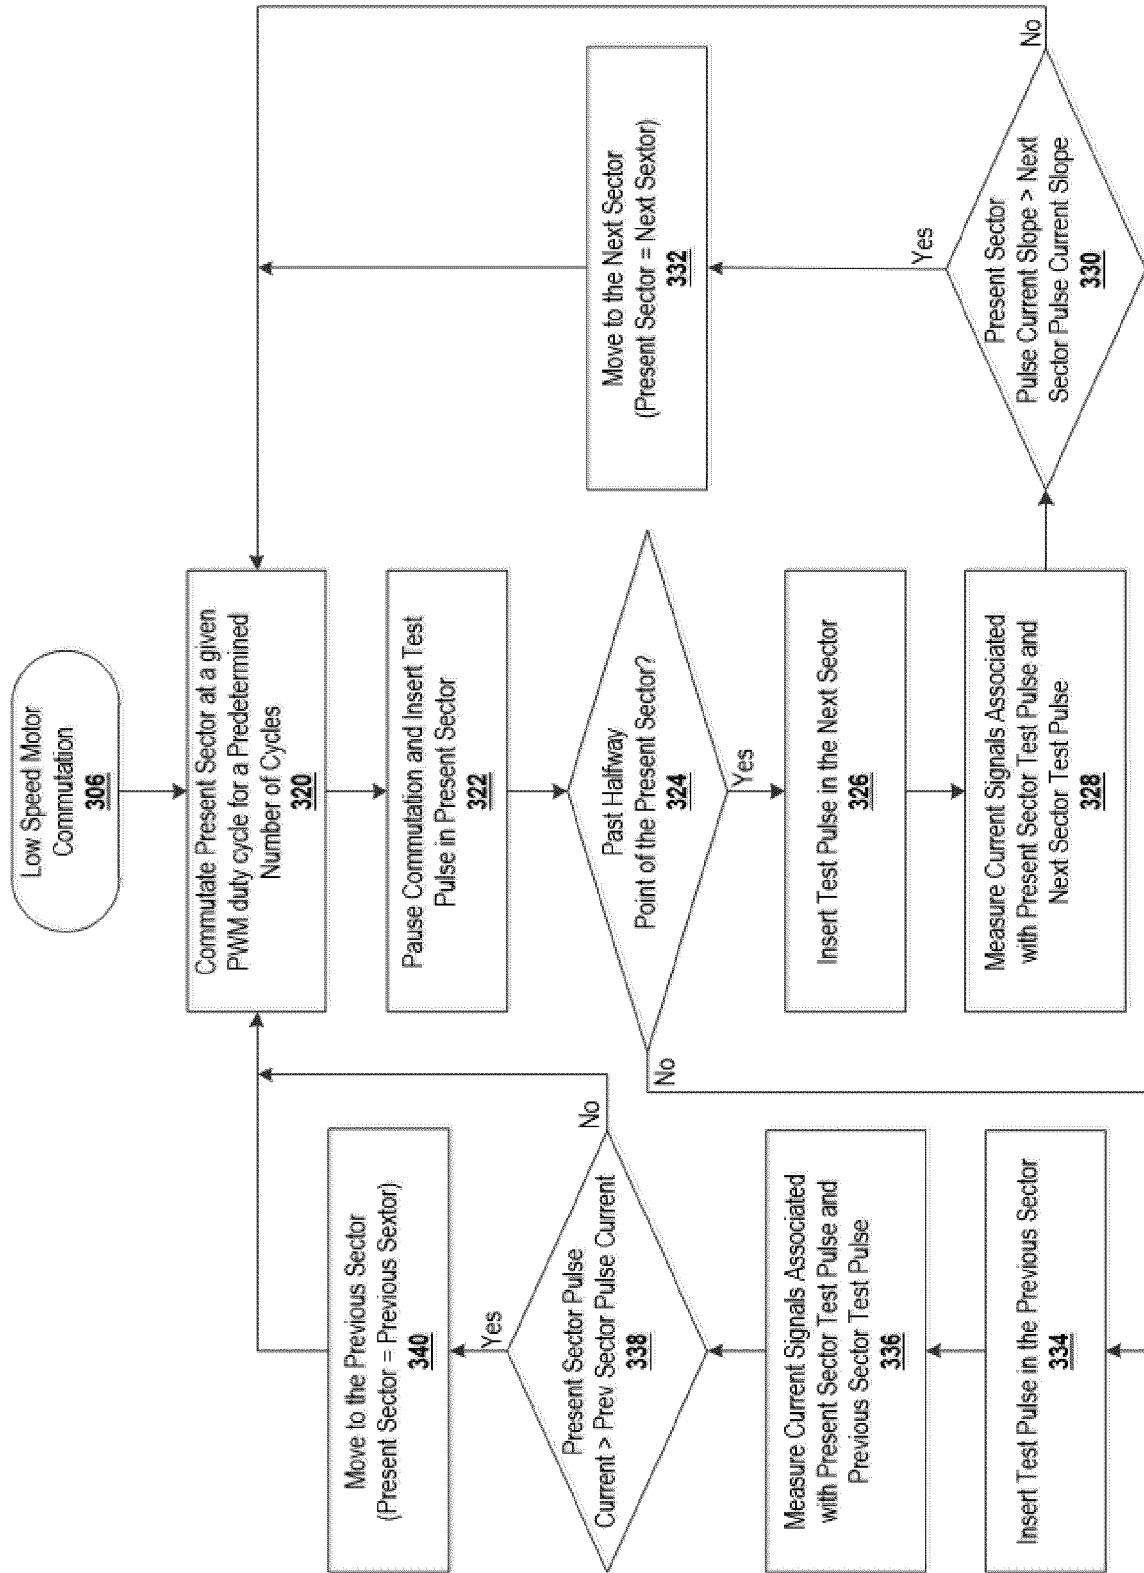 Low Speed Motor
Commutation
306
Commutate Present Sector at a given
PWM duty cycle for a Predetermined
Number of Cycles
320
Pause Commutation and Insert Test
Pulse in Present Sector
322
Past Halfway
Point of the Present Sector?
324
Yes
No
Insert Test Pulse in the Next Sector
326
Measure Current Signals Associated
with Present Sector Test Pulse and
Next Sector Test Pulse
328
Present Sector
Pulse Current Slope > Next
Sector Pulse Current Slope
330
Yes
No
Move to the Next Sector
(Present Sector = Next Sextor)
332
Insert Test Pulse in the Previous Sector
334
Measure Current Signals Associated
with Present Sector Test Pulse and
Previous Sector Test Pulse
336
Present Sector Pulse
Current > Prev Sector Pulse Current
338
Yes
No
Move to the Previous Sector
(Present Sector = Previous Sextor)
340